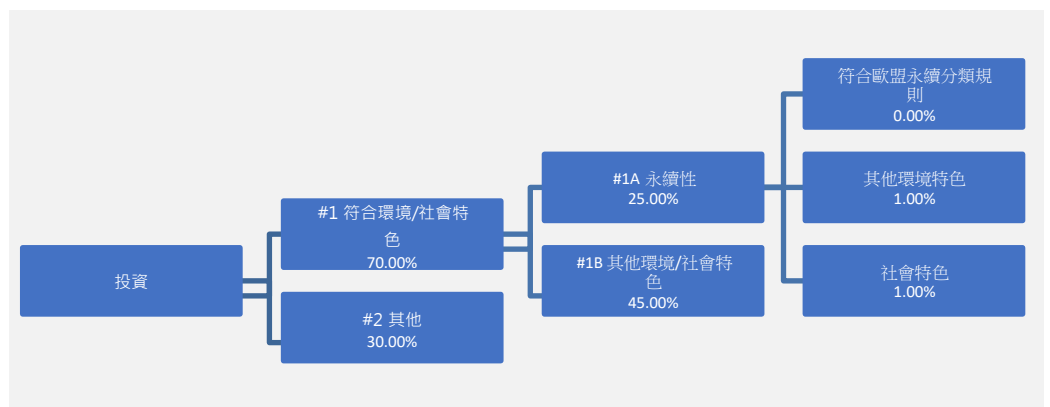 投資
#1 符合環境/社會特
色
70.00%
#2 其他
30.00%
#1A 永續性
25.00%
#1B 其他環境/社會特
色
45.00%
符合歐盟永續分類規
則
0.00%
其他環境特色
1.00%
社會特色
1.00%